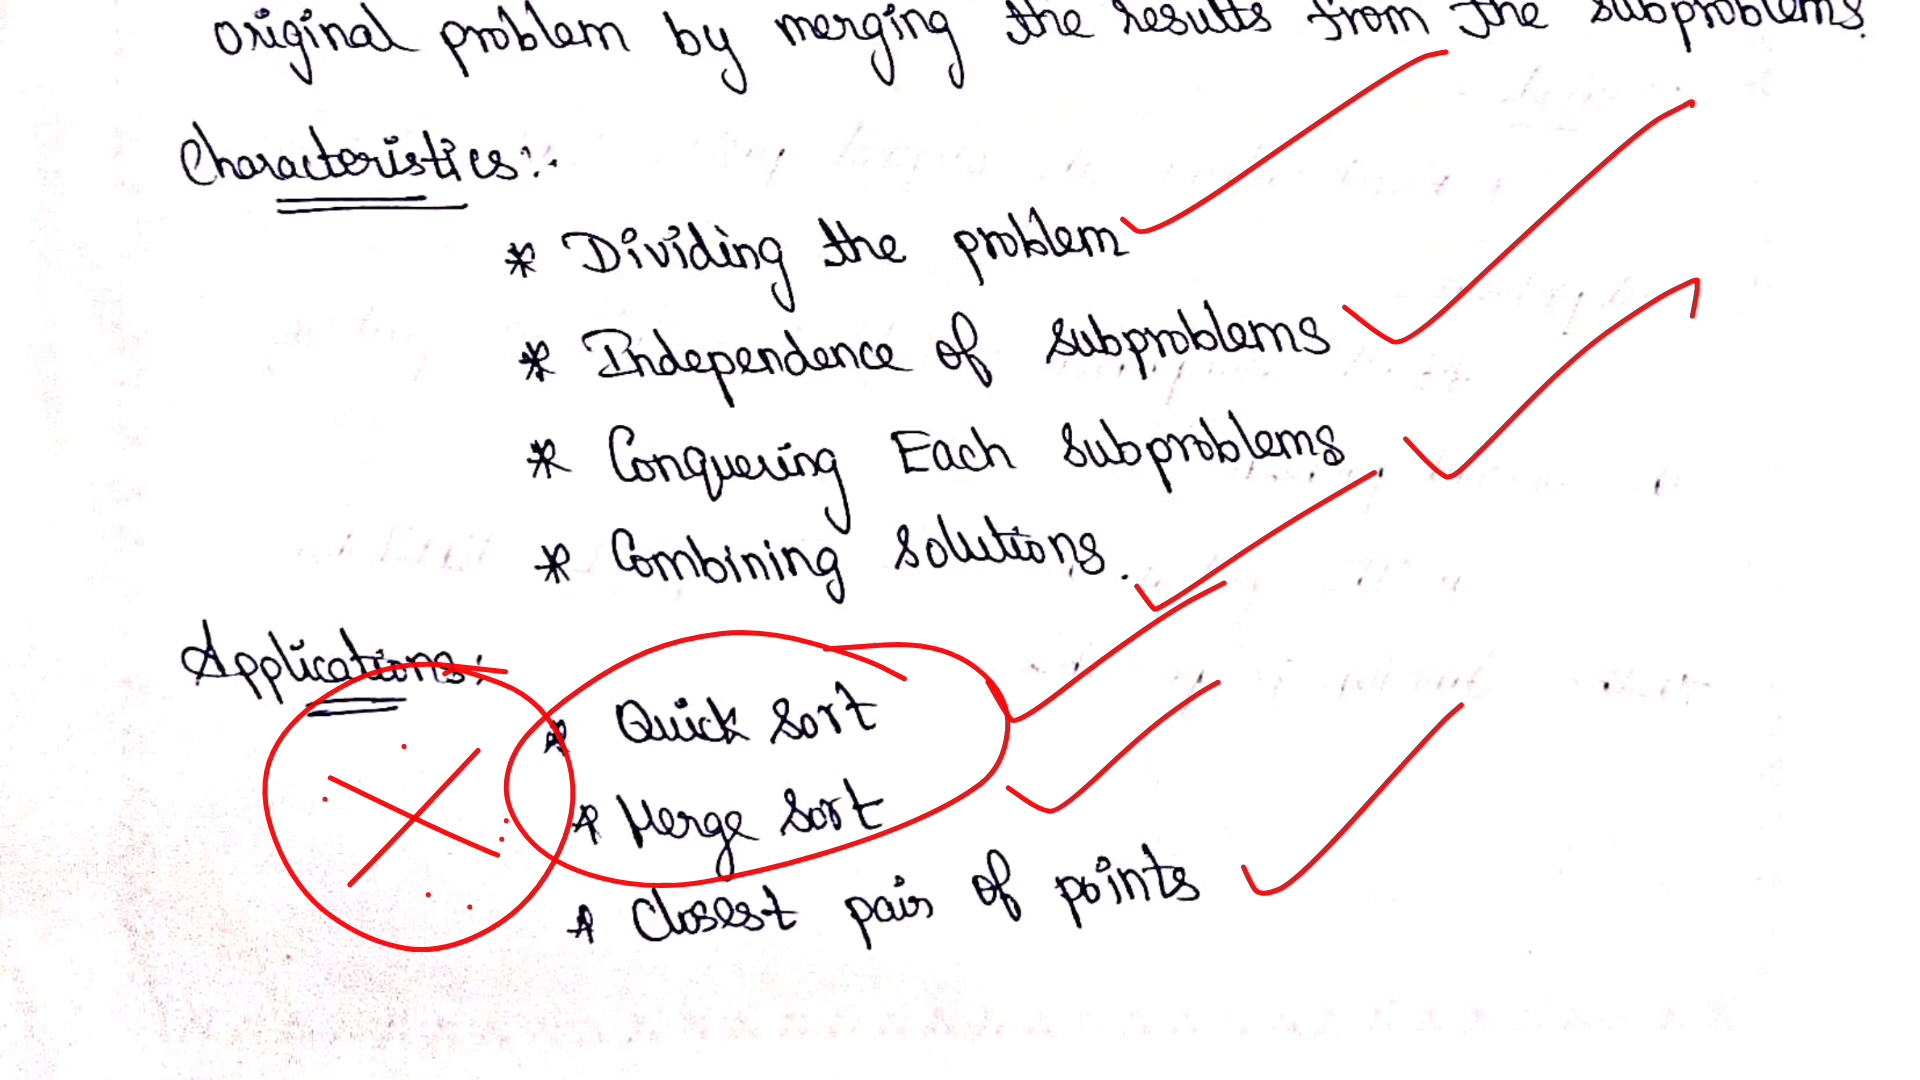 original problem by merging the results from the subproblems.
Characteristics:-
* Dividing the problem
* Independence of subproblems
* Conquering Each subproblems.
* Combining solutions.
Applications:
* Quick Sort
* Merge Sort
* Closest pair of points